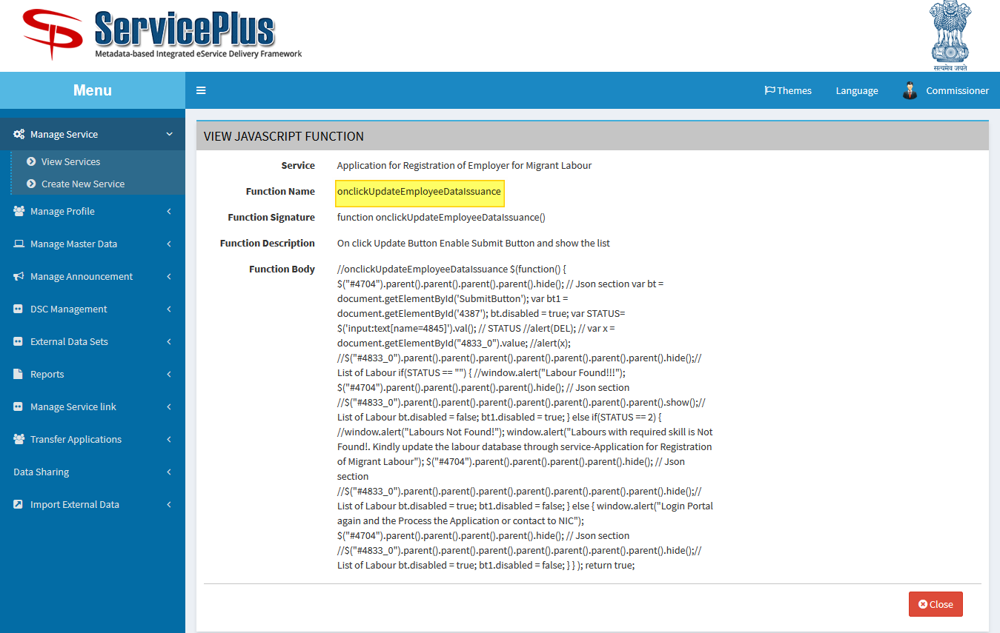 ServicePlus
Metadata-based Integrated eService Delivery Framework
सत्यमेव जयते
Menu
Themes
Language
Commissioner
Manage Service
View Services
Create New Service
Manage Profile
Manage Master Data
Manage Announcement
DSC Management
External Data Sets
Reports
Manage Service link
Transfer Applications
Data Sharing
Import External Data
VIEW JAVASCRIPT FUNCTION
Service Application for Registration of Employer for Migrant Labour
Function Name onclickUpdateEmployeeDataIssuance
Function Signature function onclickUpdateEmployeeDataIssuance()
Function Description On click Update Button Enable Submit Button and show the list
Function Body //onclickUpdateEmployeeDataIssuance $(function() {
$("#4704").parent().parent().parent().parent().hide(); // Json section var bt =
document.getElementById('SubmitButton'); var bt1 =
document.getElementById('4387'); bt.disabled = true; var STATUS=
$('input:text[name=4845]').val(); // STATUS //alert(DEL); // var x =
document.getElementById("4833_0").value; //alert(x);
//$("#4833_0").parent().parent().parent().parent().parent().parent().parent().hide();//
List of Labour if(STATUS == "") { //window.alert("Labour Found!!!");
$("#4704").parent().parent().parent().parent().hide(); // Json section
//$("#4833_0").parent().parent().parent().parent().parent().parent().parent().show();//
List of Labour bt.disabled = false; bt1.disabled = true; } else if(STATUS == 2) {
//window.alert("Labours Not Found!"); window.alert("Labours with required skill is Not
Found!. Kindly update the labour database through service-Application for Registration
of Migrant Labour"); $("#4704").parent().parent().parent().parent().hide(); // Json
section
//$("#4833_0").parent().parent().parent().parent().parent().parent().parent().hide();//
List of Labour bt.disabled = true; bt1.disabled = false; } else { window.alert("Login Portal
again and the Process the Application or contact to NIC");
$("#4704").parent().parent().parent().parent().hide(); // Json section
//$("#4833_0").parent().parent().parent().parent().parent().parent().parent().hide();//
List of Labour bt.disabled = true; bt1.disabled = false; } } ); return true;
Close